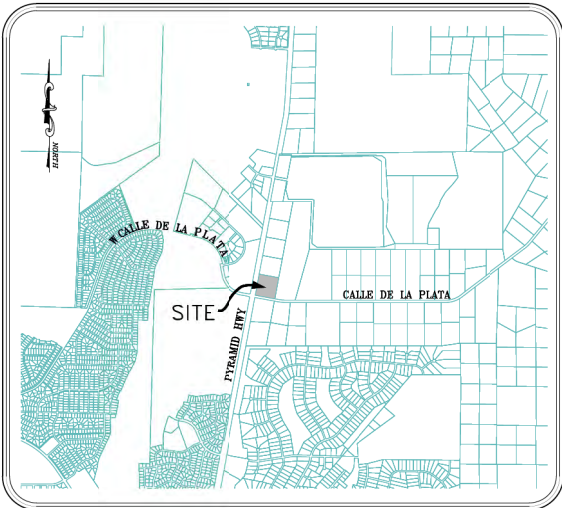 NORTH
W CALLE DE LA PLATA
CALLE DE LA PLATA
SITE
PYRAMID HWY